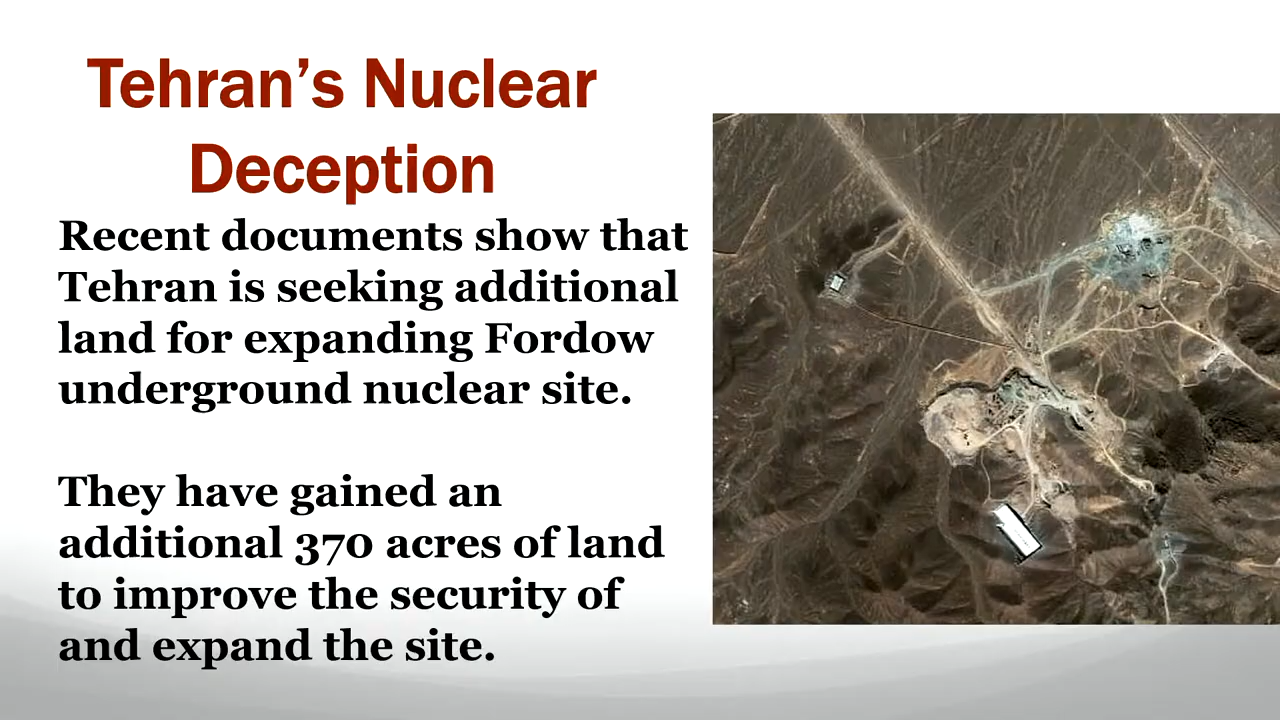 Tehran’s Nuclear
Deception
Recent documents show that
Tehran is seeking additional
land for expanding Fordow
underground nuclear site.
They have gained an
additional 370 acres of land
to improve the security of
and expand the site.